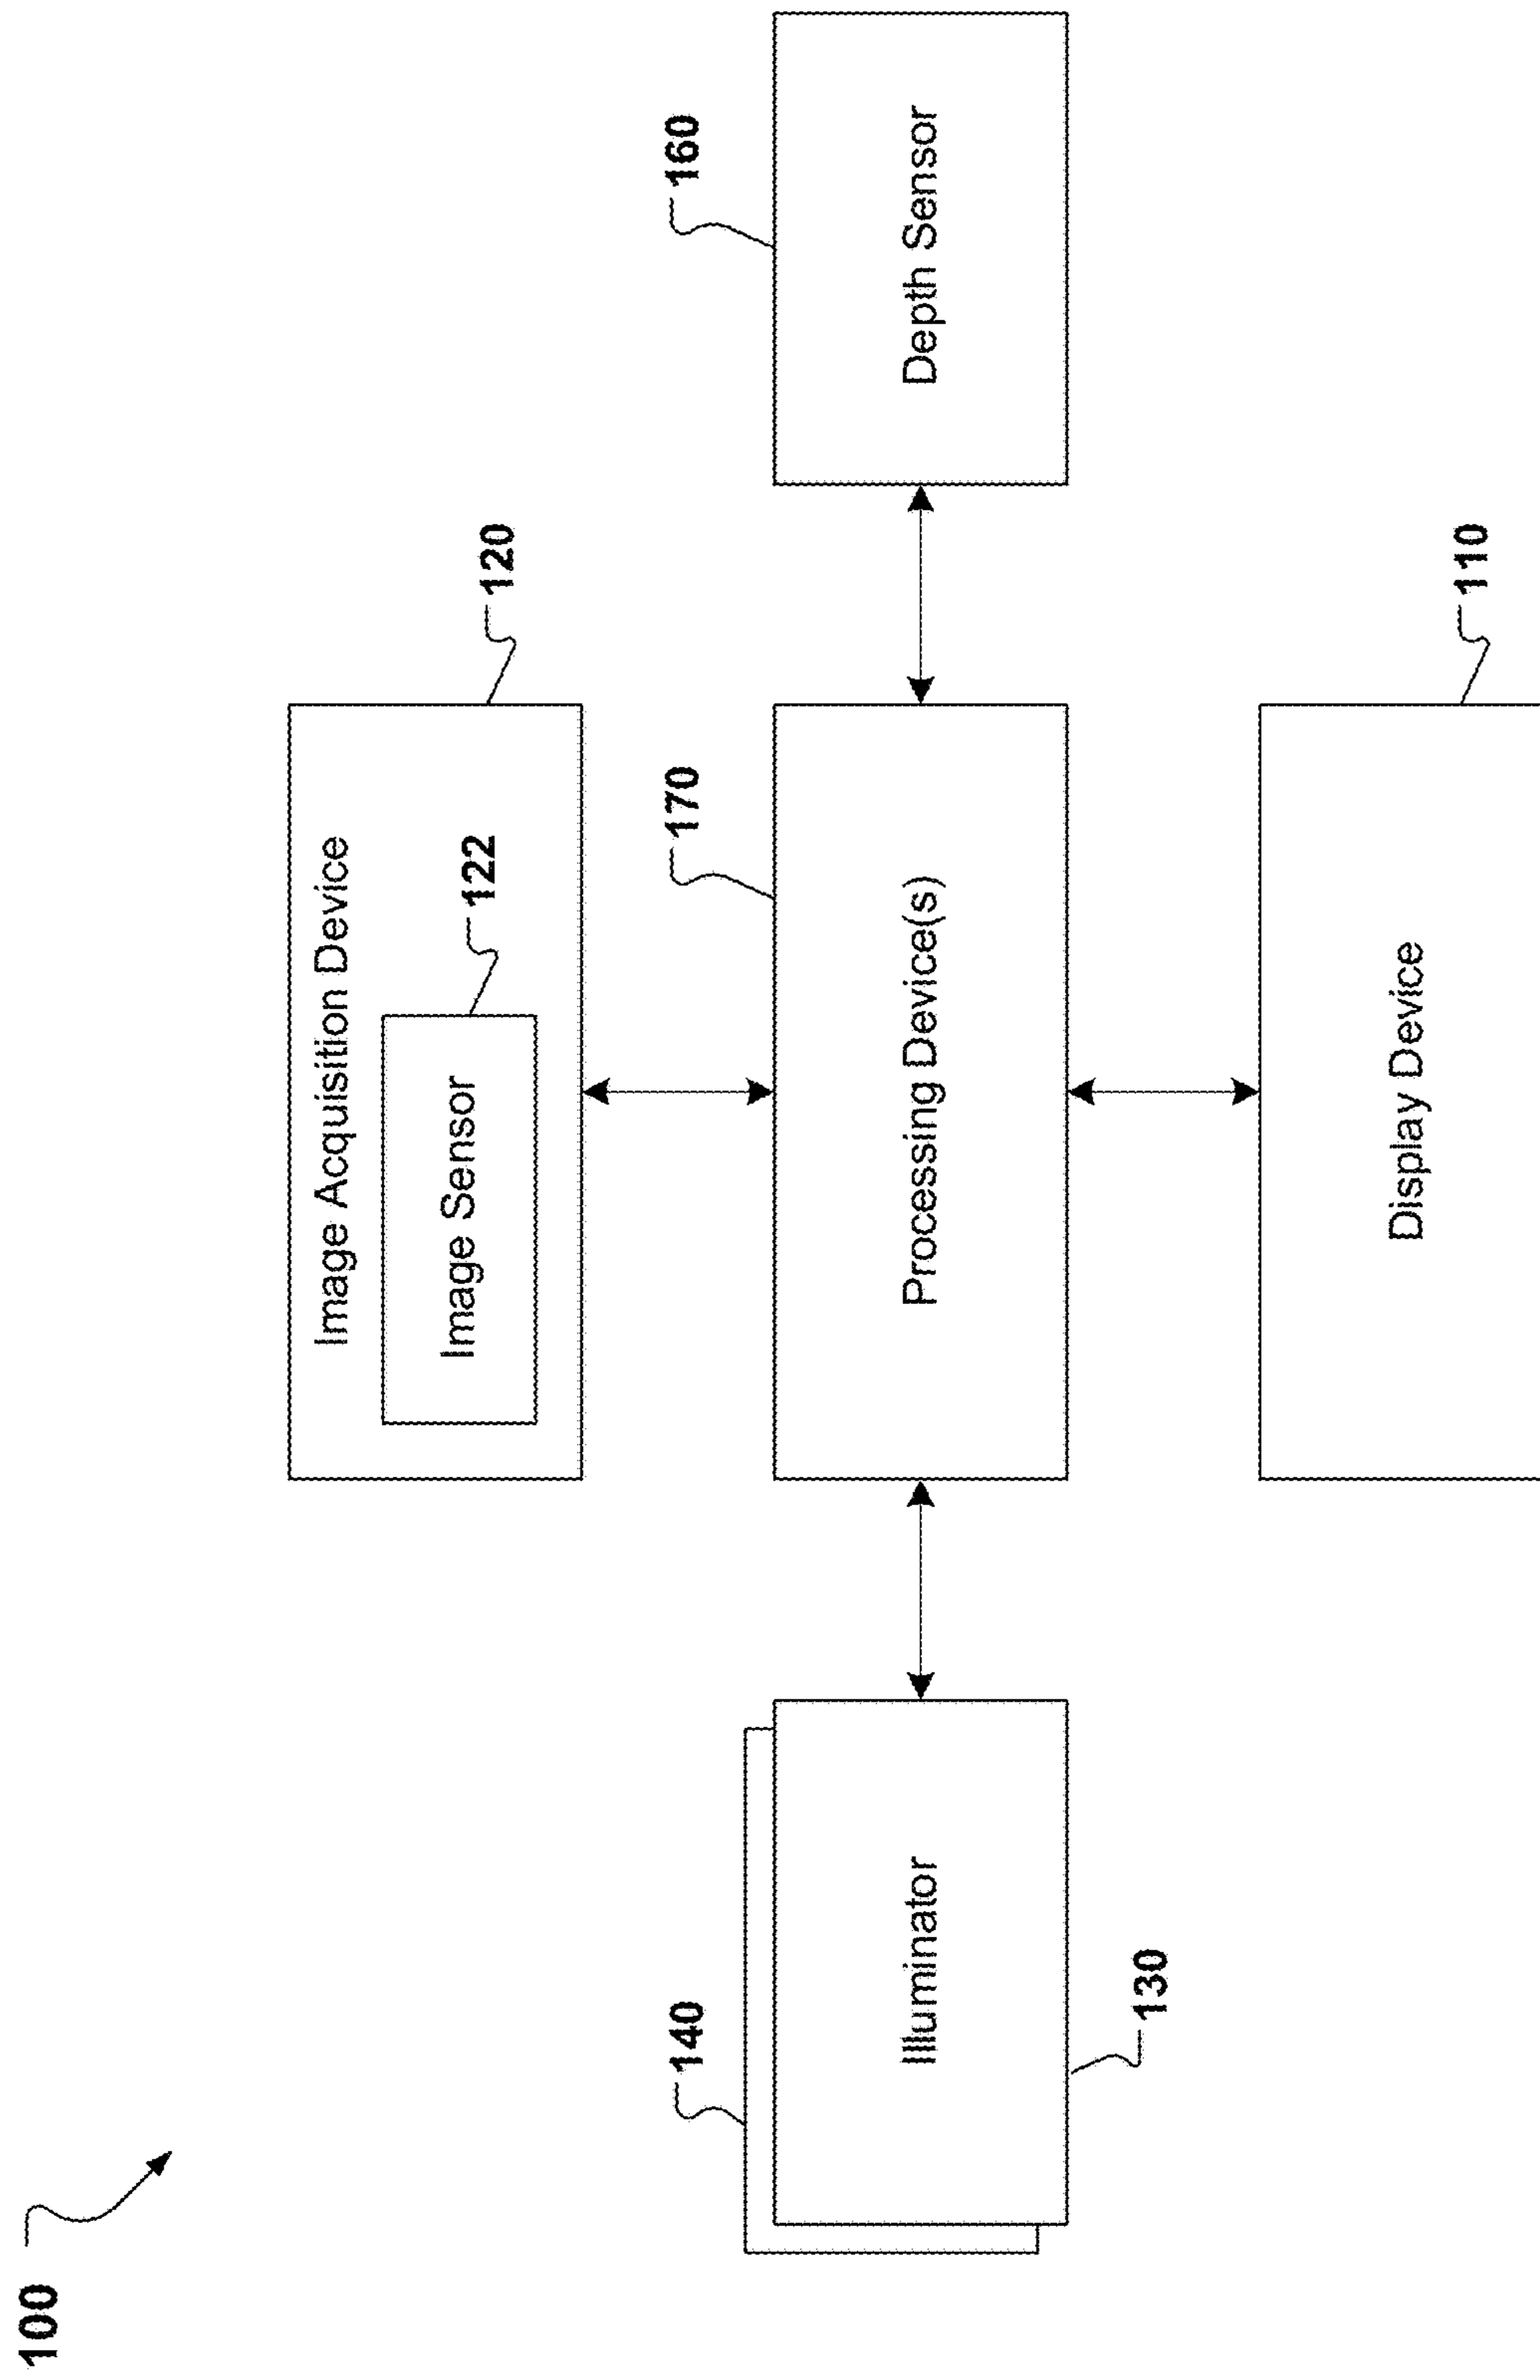 100
Image Acquisition Device
120
Image Sensor
122
140
170
160
Illuminator
Processing Device(s)
Depth Sensor
130
Display Device
110